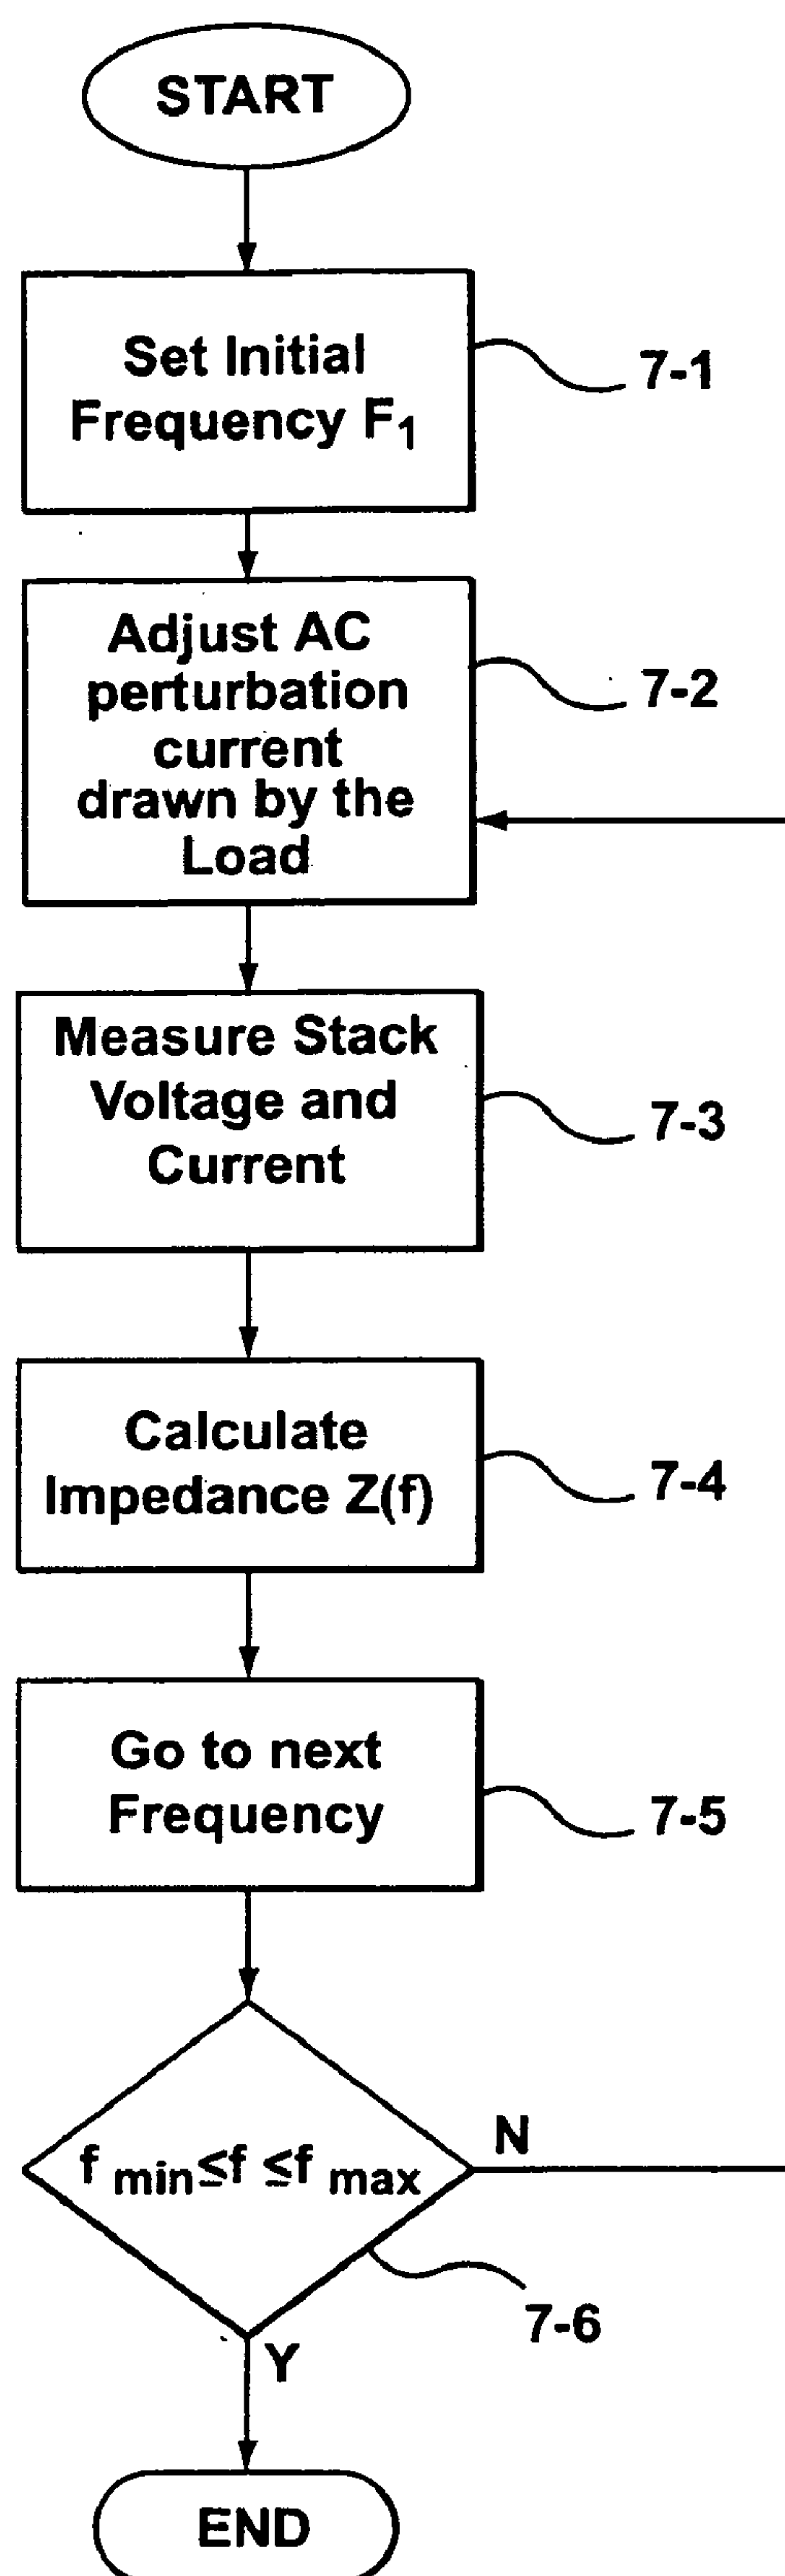 START
Set Initial
Frequency F₁
7-1
Adjust AC
perturbation
current
drawn by the
Load
7-2
Measure Stack
Voltage and
Current
7-3
Calculate
Impedance Z(f)
7-4
Go to next
Frequency
7-5
f min≤f ≤f max
N
7-6
Y
END